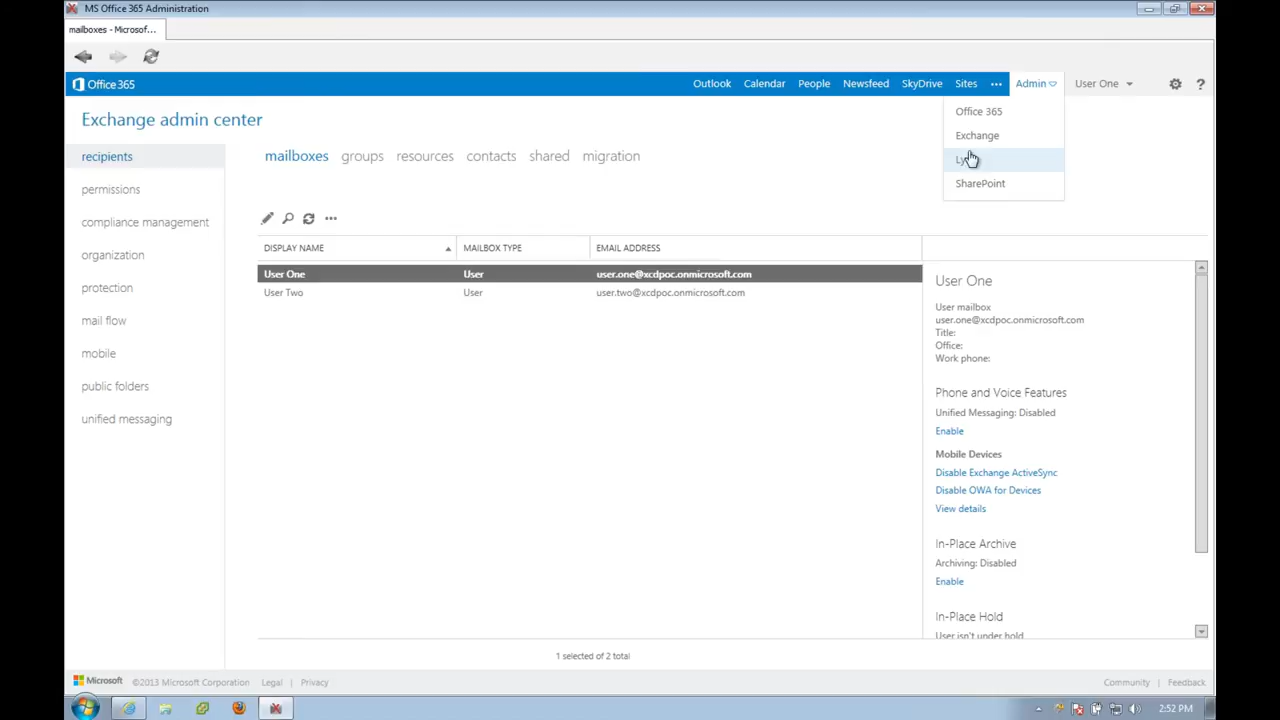 MS Office 365 Administration
mailboxes - Microsof...
Office 365
Outlook Calendar People Newsfeed SkyDrive Sites ••• Admin User One ?
Office 365
Exchange
SharePoint
Exchange admin center
recipients
permissions
compliance management
organization
protection
mail flow
mobile
public folders
unified messaging
mailboxes groups resources contacts shared migration
•••
DISPLAY NAME MAILBOX TYPE EMAIL ADDRESS
User One User user.one@xcdpoc.onmicrosoft.com
User Two User user.two@xcdpoc.onmicrosoft.com
User One
User mailbox
user.one@xcdpoc.onmicrosoft.com
Title:
Office:
Work phone:
Phone and Voice Features
Unified Messaging: Disabled
Enable
Mobile Devices
Disable Exchange ActiveSync
Disable OWA for Devices
View details
In-Place Archive
Archiving: Disabled
Enable
In-Place Hold
User isn't under hold
1 selected of 2 total
Microsoft ©2013 Microsoft Corporation Legal | Privacy Community | Feedback
2:52 PM